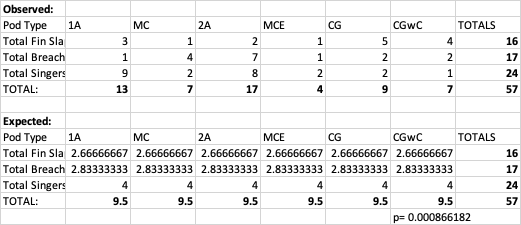 Observed:
Pod Type 1A MC 2A MCE CG CGwC TOTALS
Total Fin Sla 3 1 2 1 5 4 16
Total Breach 1 4 7 1 2 2 17
Total Singers 9 2 8 2 2 1 24
TOTAL: 13 7 17 4 9 7 57
Expected:
Pod Type 1A MC 2A MCE CG CGwC TOTALS
Total Fin Sla 2.66666667 2.66666667 2.66666667 2.66666667 2.66666667 2.66666667 16
Total Breach 2.83333333 2.83333333 2.83333333 2.83333333 2.83333333 2.83333333 17
Total Singers 4 4 4 4 4 4 24
TOTAL: 9.5 9.5 9.5 9.5 9.5 9.5 57
p= 0.000866182